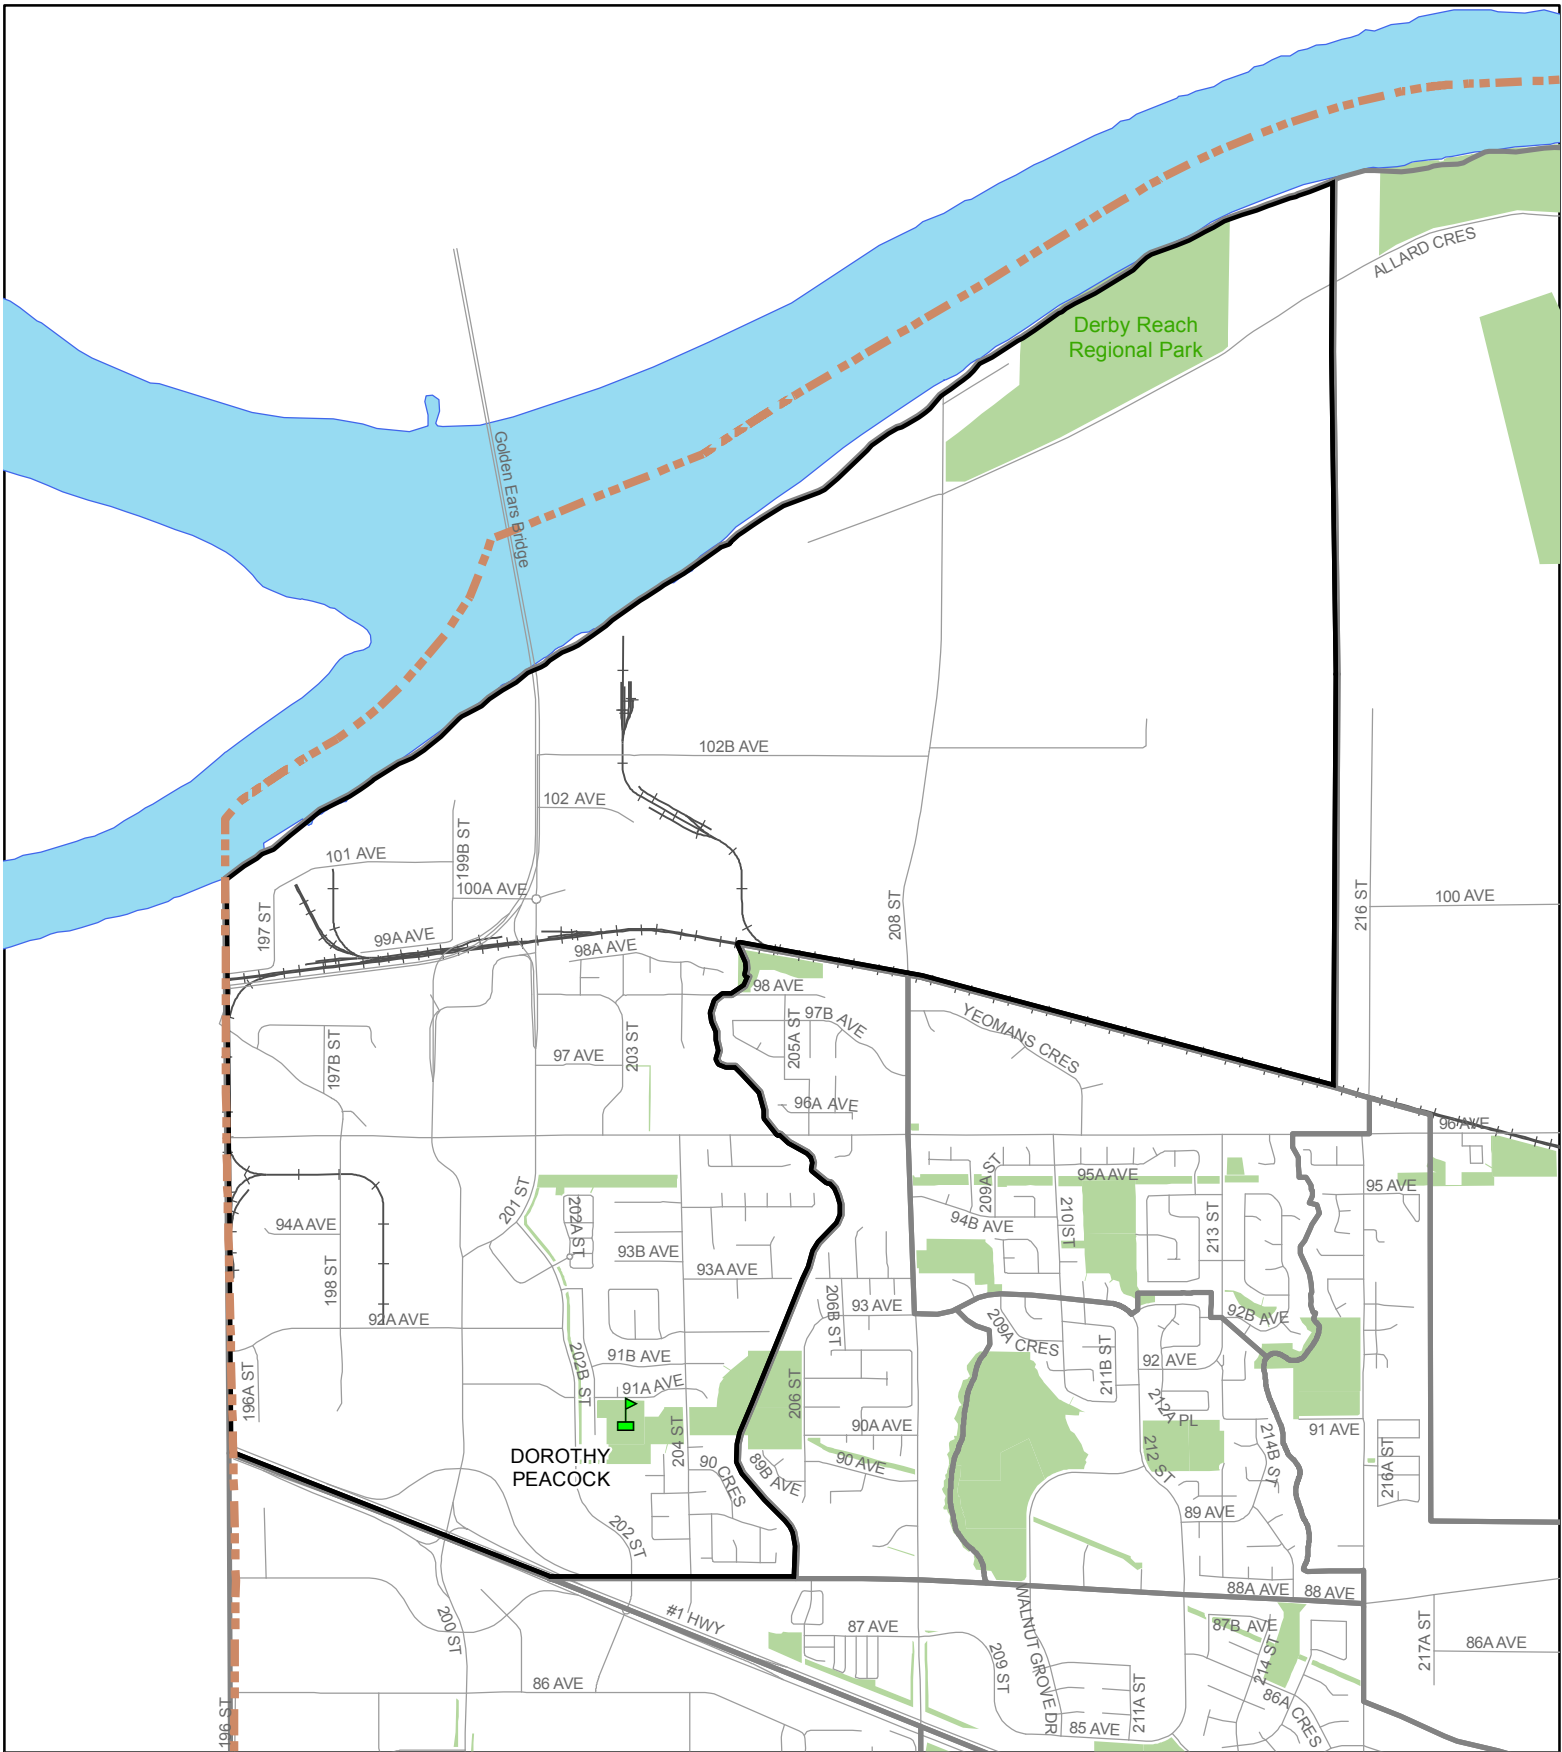 ALLARD CRES
Derby Reach
Regional Park
Golden Ears Bridge
102B AVE
102 AVE
101 AVE
199B ST
100A AVE
197 ST
99A AVE
98A AVE
208 ST
216 ST
100 AVE
98 AVE
97B AVE
205A ST
YEOMANS CRES
203 ST
97 AVE
197B ST
96A AVE
96 AVE
95A AVE
209A ST
95 AVE
201 ST
202A ST
94A AVE
94B AVE
210 ST
213 ST
93B AVE
93A AVE
198 ST
206B ST
93 AVE
92A AVE
92B AVE
209A CRES
211B ST
92 AVE
91B AVE
202B ST
91A AVE
196A ST
206 ST
212A PL
204 ST
90A AVE
91 AVE
DOROTHY
PEACOCK
90 CRES
89B AVE
90 AVE
212 ST
214B ST
216A ST
89 AVE
202 ST
88A AVE
88 AVE
200 ST
#1 HWY
87 AVE
WALNUT GROVE DR
87B AVE
217A ST
86A AVE
209 ST
214 ST
86 AVE
86A CRES
211A ST
85 AVE
196 ST